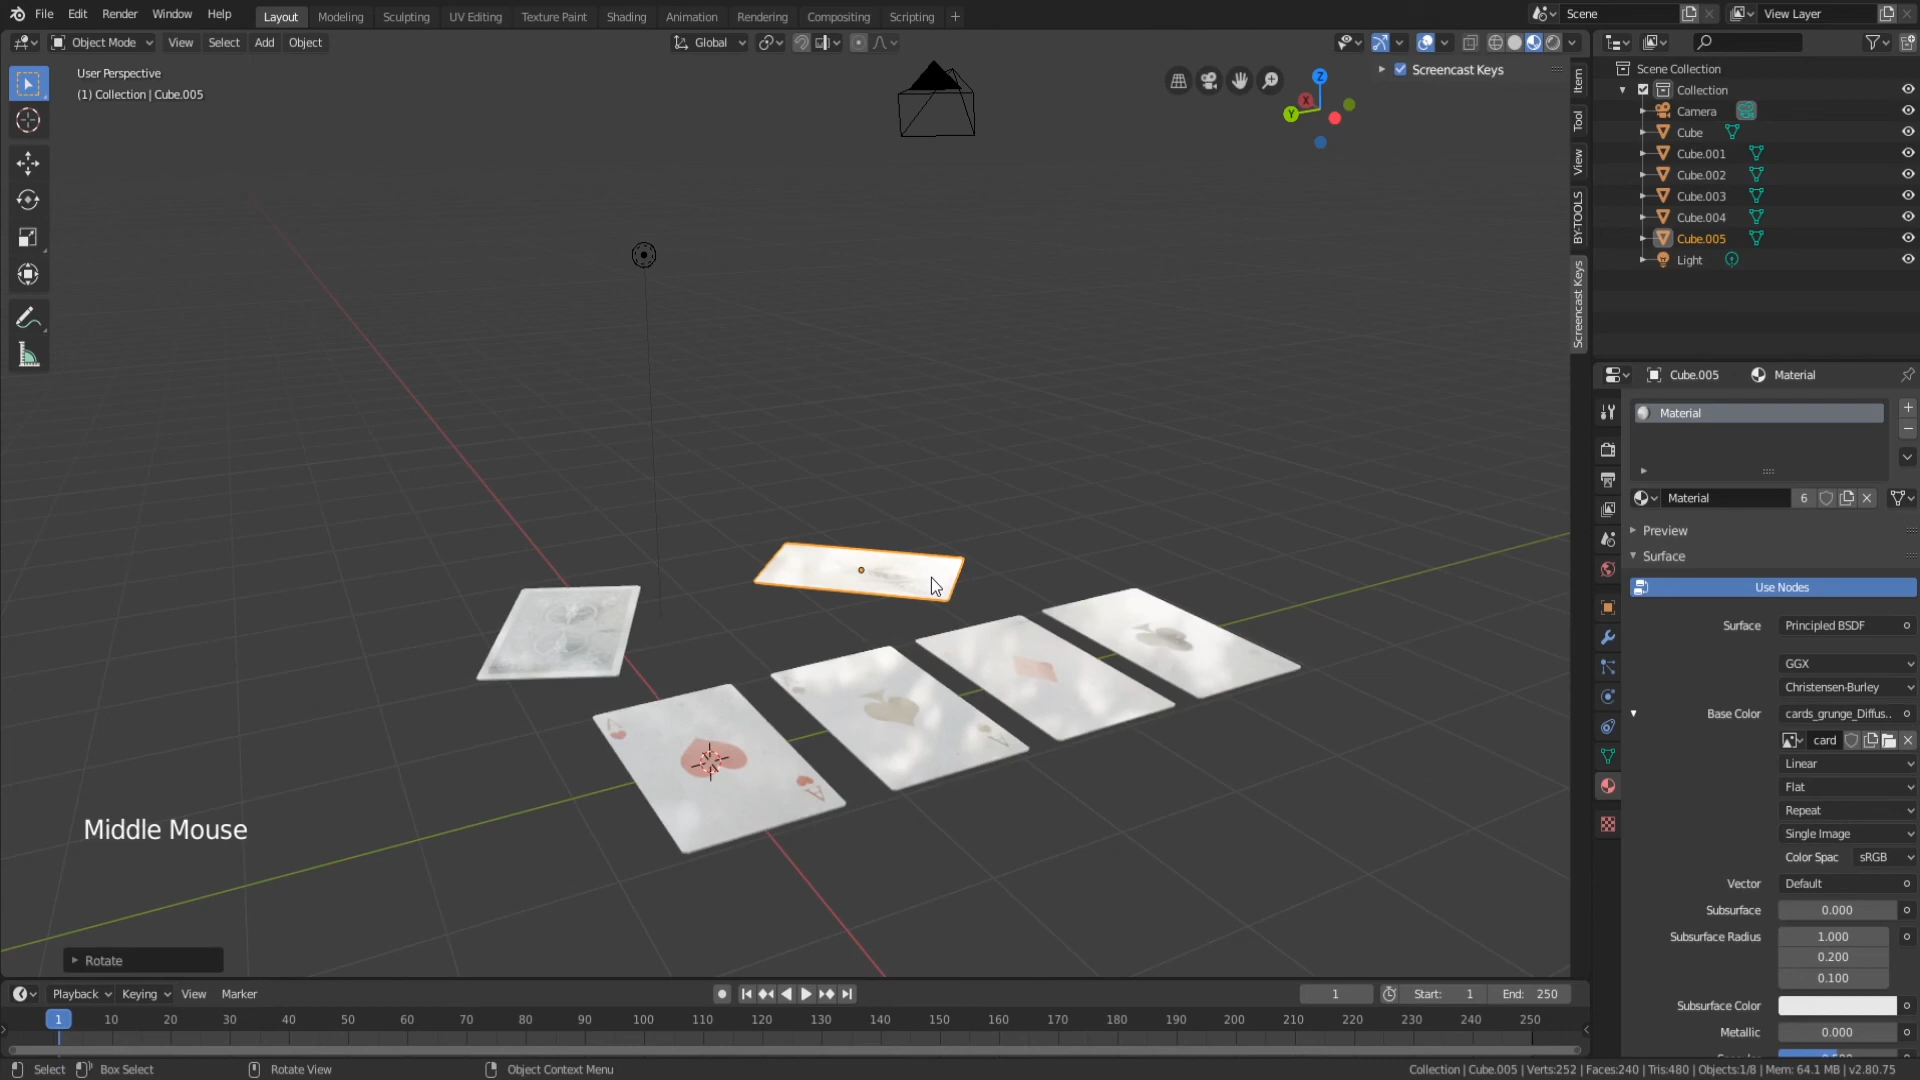 File Edit Render Window Help Layout Modeling Sculpting UV Editing Texture Paint Shading Animation Rendering Compositing Scripting + Scene View Layer
Object Mode View Select Add Object Global
User Perspective
(1) Collection | Cube.005
Screencast Keys
Z
X
Y
Item
Tool
View
BY-TOOLS
Screencast Keys
Scene Collection
Collection
Camera
Cube
Cube.001
Cube.002
Cube.003
Cube.004
Cube.005
Light
Cube.005 Material
Material
Material 6
Preview
Surface
Use Nodes
Surface Principled BSDF
GGX
Christensen-Burley
Base Color cards_grunge_Diffus..
card
Linear
Flat
Repeat
Single Image
Color Spac sRGB
Vector Default
Subsurface 0.000
Subsurface Radius 1.000
0.200
0.100
Subsurface Color
Metallic 0.000
A
A
A
Middle Mouse
Rotate
Playback Keying View Marker 1 Start: 1 End: 250
1 10 20 30 40 50 60 70 80 90 100 110 120 130 140 150 160 170 180 190 200 210 220 230 240 250
Select Box Select Rotate View Object Context Menu Collection | Cube.005 | Verts:252 | Faces:240 | Tris:480 | Objects:1/8 | Mem: 64.1 MB | v2.80.75